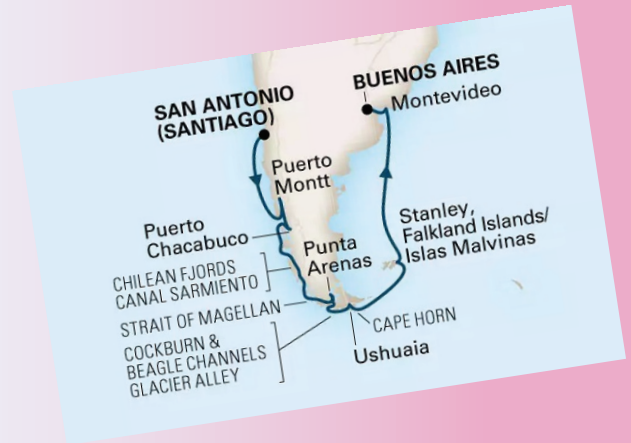 SAN ANTONIO
(SANTIAGO)
BUENOS AIRES
Montevideo
Puerto
Montt
Puerto
Chacabuco
Stanley,
Falkland Islands/
Islas Malvinas
Punta
Arenas
CHILEAN FJORDS
CANAL SARMIENTO
STRAIT OF MAGELLAN
CAPE HORN
COCKBURN &
BEAGLE CHANNELS
GLACIER ALLEY
Ushuaia